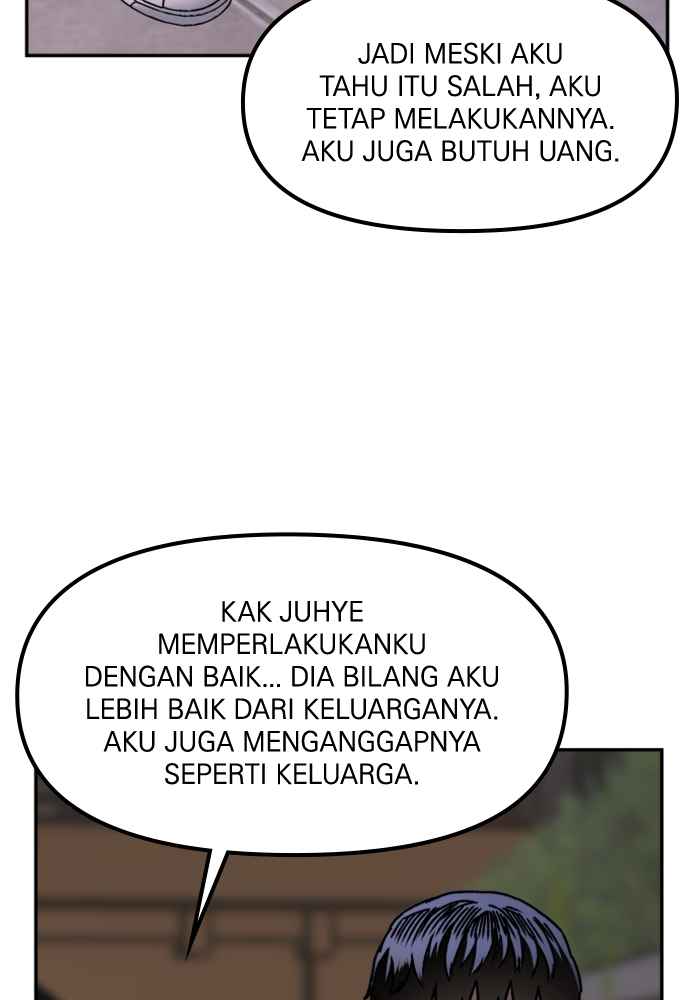 JADI MESKI AKU
TAHU ITU SALAH, AKU
TETAP MELAKUKANNYA.
AKU JUGA BUTUH UANG.
KAK JUHYE
MEMPERLAKUKANKU
DENGAN BAIK... DIA BILANG AKU
LEBIH BAIK DARI KELUARGANYA.
AKU JUGA MENGANGGAPNYA
SEPERTI KELUARGA.